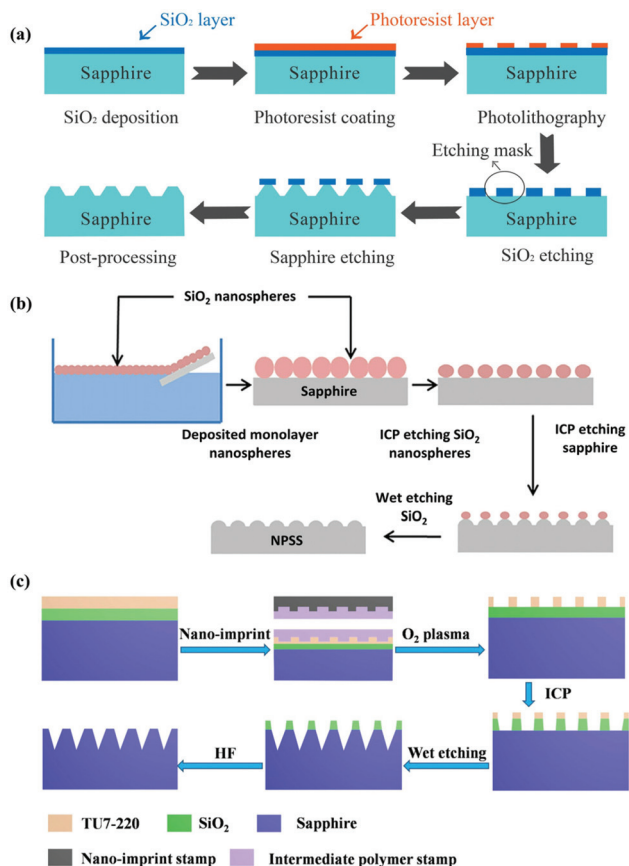 (a)
SiO₂ layer
Photoresist layer
Sapphire
Sapphire
Sapphire
SiO₂ deposition
Photoresist coating
Photolithography
Etching mask
Sapphire
Sapphire
Sapphire
Post-processing
Sapphire etching
SiO₂ etching
(b)
SiO₂ nanospheres
Sapphire
Deposited monolayer
nanospheres
ICP etching SiO₂
nanospheres
ICP etching
sapphire
Wet etching
SiO₂
NPSS
(c)
Nano-imprint
O₂ plasma
ICP
HF
Wet etching
TU7-220
SiO₂
Sapphire
Nano-imprint stamp
Intermediate polymer stamp